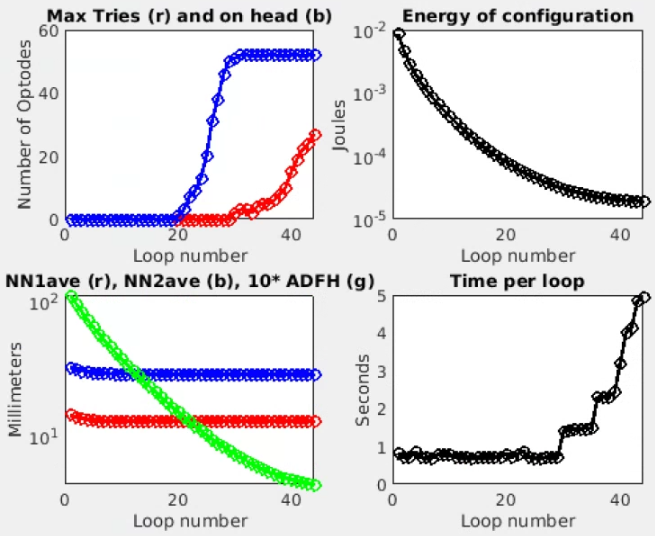 Max Tries (r) and on head (b)
Number of Optodes
60
40
20
0
0 20 40
Loop number
Energy of configuration
Joules
10-2
10-3
10-4
10-5
0 20 40
Loop number
NN1ave (r), NN2ave (b), 10* ADFH (g)
Millimeters
102
101
0 20 40
Loop number
Time per loop
Seconds
5
4
3
2
1
0
0 20 40
Loop number